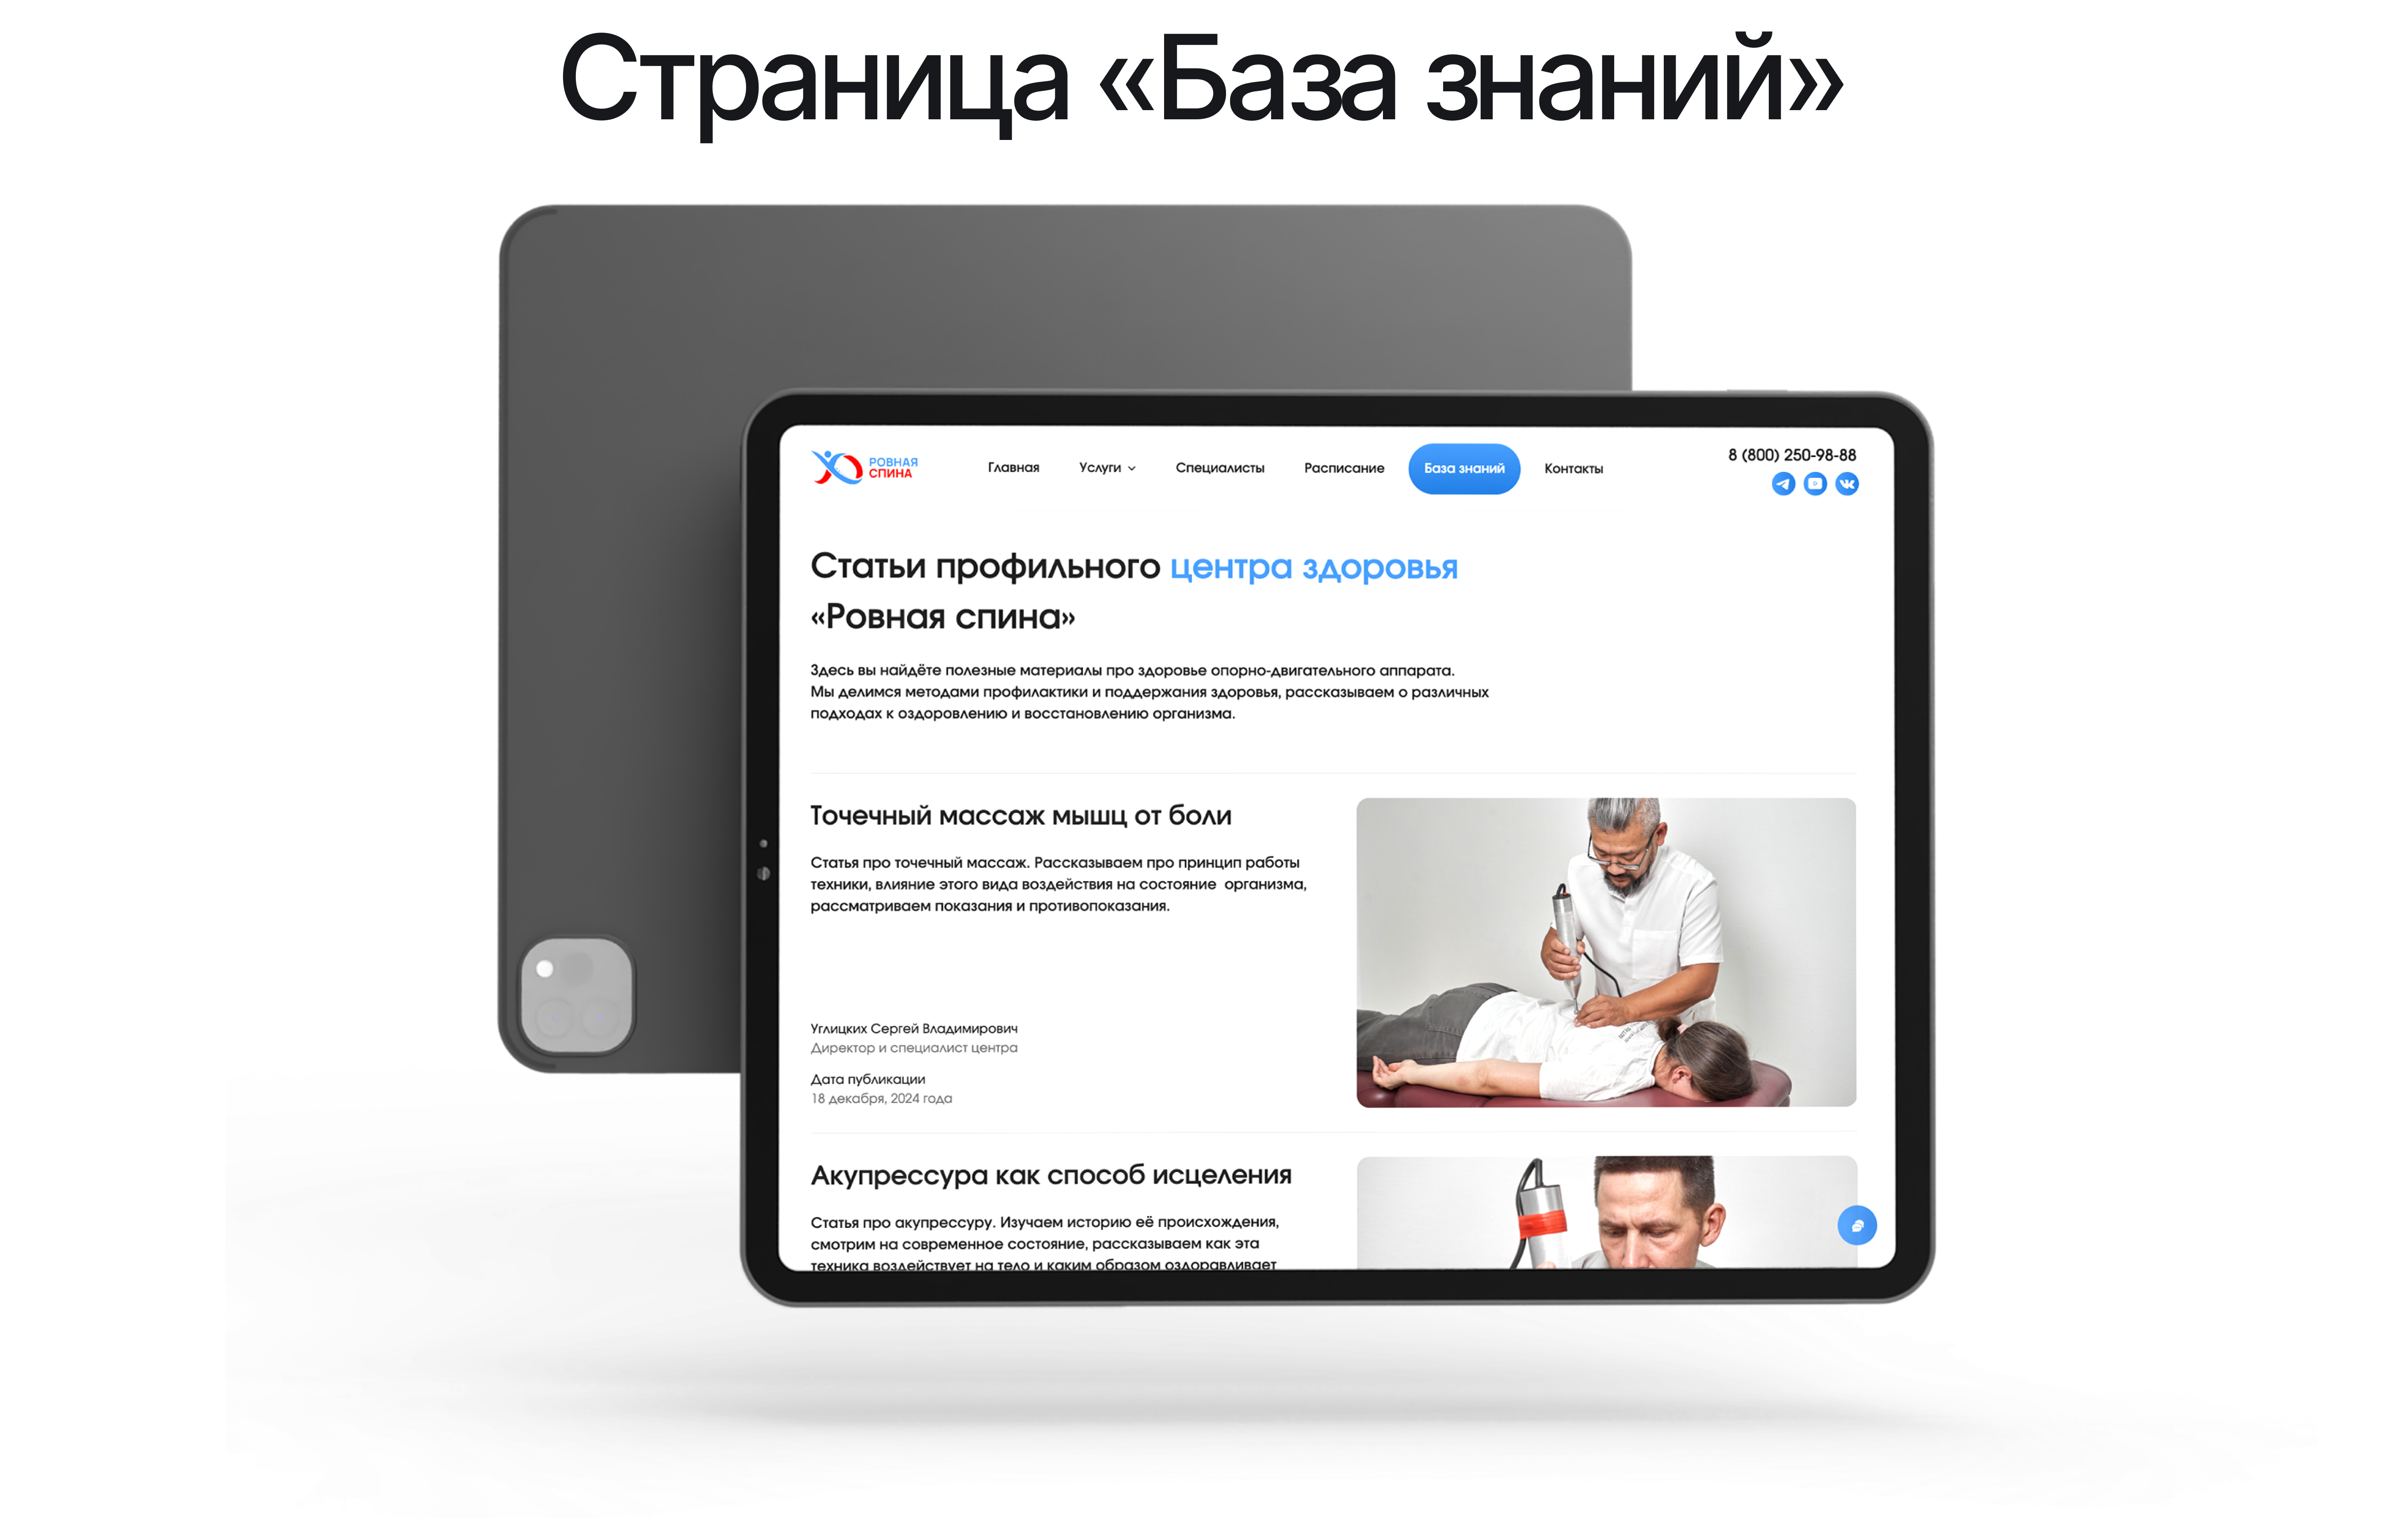 Страница «База знаний»
РОВНАЯ
СПИНА
Главная
Услуги
Специалисты
Расписание
База знаний
Контакты
8 (800) 250-98-88
Статьи профильного центра здоровья
«Ровная спина»
Здесь вы найдёте полезные материалы про здоровье опорно-двигательного аппарата.
Мы делимся методами профилактики и поддержания здоровья, рассказываем о различных
подходах к оздоровлению и восстановлению организма.
Точечный массаж мышц от боли
Статья про точечный массаж. Рассказываем про принцип работы
техники, влияние этого вида воздействия на состояние организма,
рассматриваем показания и противопоказания.
Углицких Сергей Владимирович
Директор и специалист центра
Дата публикации
18 декабря, 2024 года
Акупрессура как способ исцеления
Статья про акупрессуру. Изучаем историю её происхождения,
смотрим на современное состояние, рассказываем как эта
техника воздействует на тело и каким образом оздоравливает